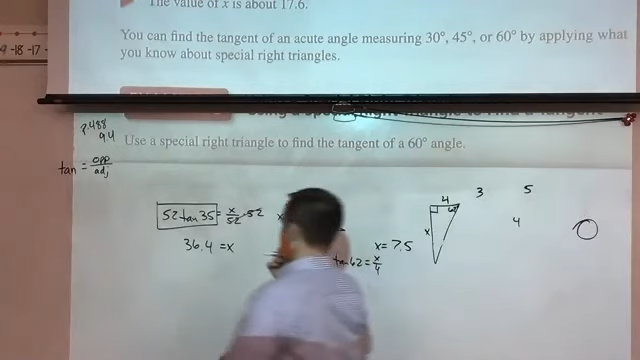 The value of x is about 17.6.
9 -18 -17 -
You can find the tangent of an acute angle measuring 30°, 45°, or 60° by applying what
you know about special right triangles.
p.488
9.4
Use a special right triangle to find the tangent of a 60° angle.
tan = opp/adj
52 tan 35 = x/52 · 52
36.4 = x
x
x = 7.5
62 = x/4
4
x
3
5
4